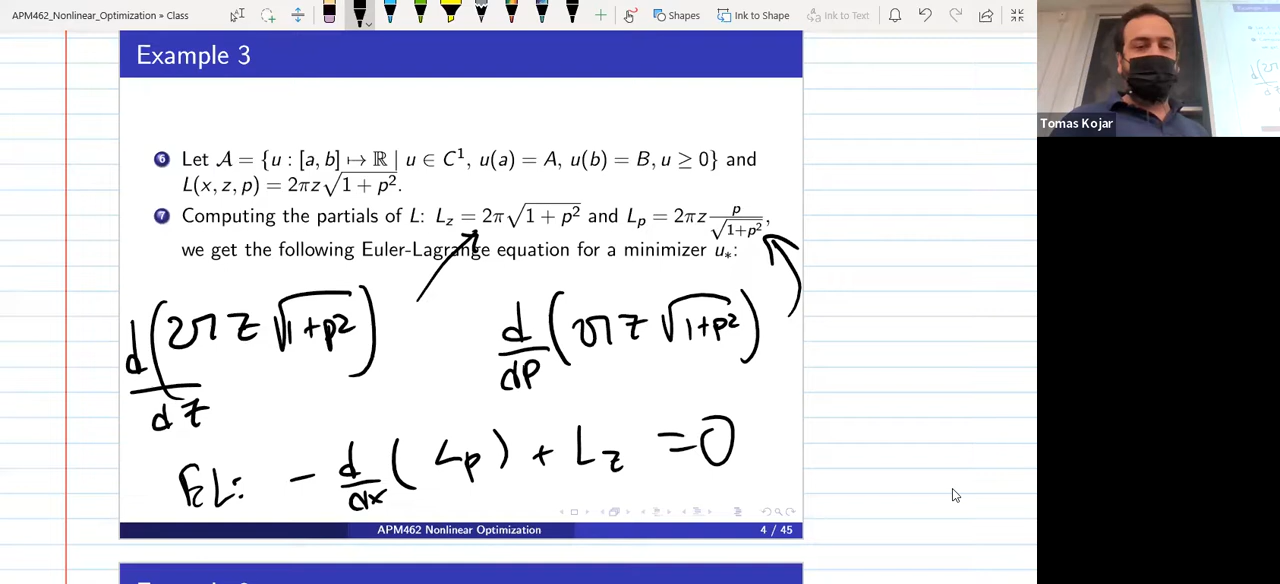 APM462_Nonlinear_Optimization » Class
Shapes
Ink to Shape
Ink to Text
Example 3
6 Let 𝒜 = {u : [a, b] ↦ ℝ | u ∈ C¹, u(a) = A, u(b) = B, u ≥ 0} and
L(x, z, p) = 2πz√(1 + p²).
7 Computing the partials of L: L_z = 2π√(1 + p²) and L_p = 2πz p/√(1+p²),
we get the following Euler-Lagrange equation for a minimizer u_*:
d/dz (2πz √(1+p²)) d/dp (2πz √(1+p²))
EL: − d/dx (L_p) + L_z = 0
APM462 Nonlinear Optimization 4 / 45
Tomas Kojar